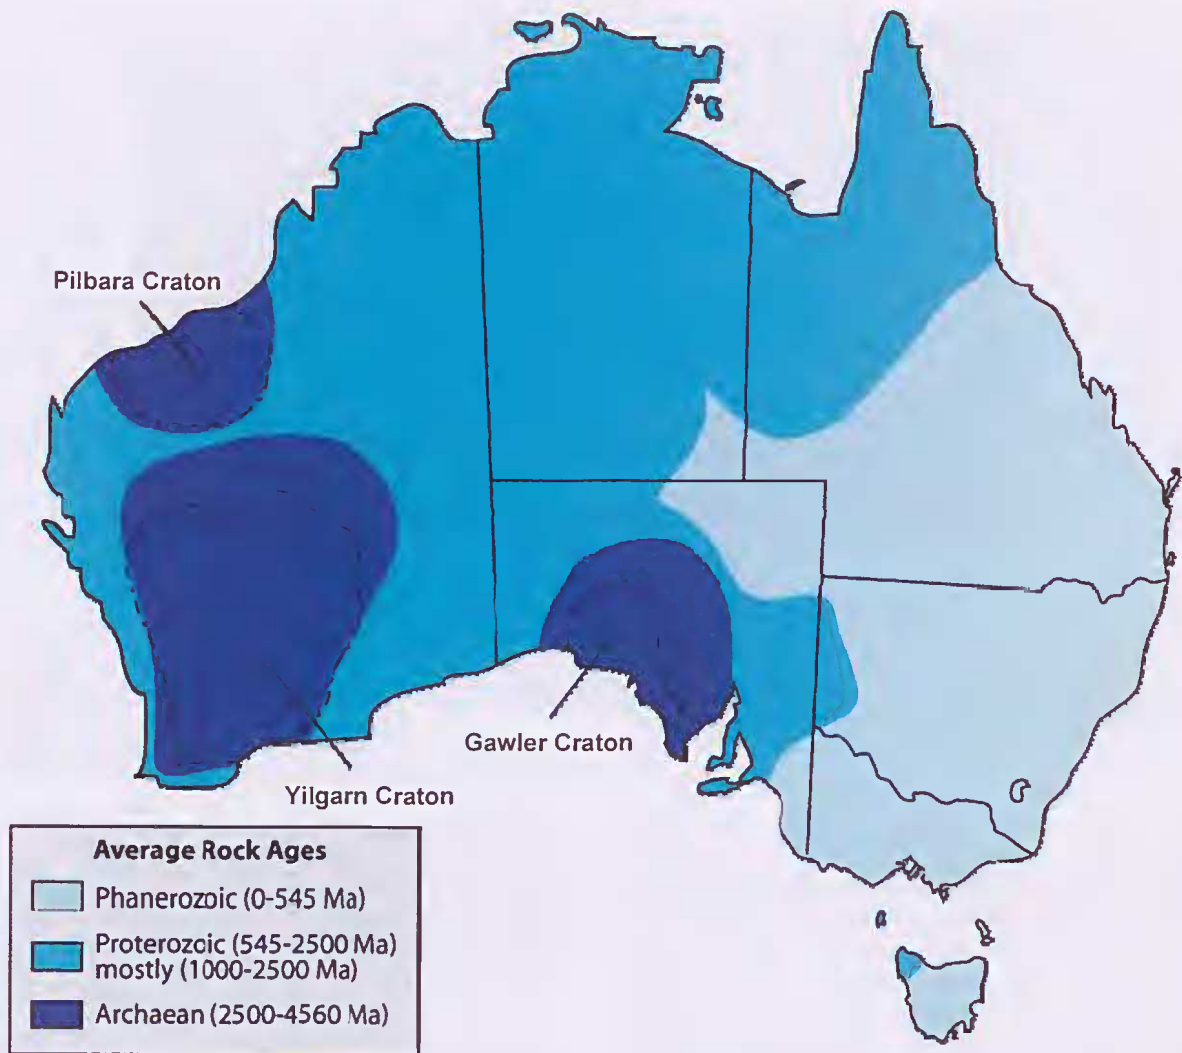 Pilbara Craton
Gawler Craton
Yilgarn Craton
Average Rock Ages
Phanerozoic (0-545 Ma)
Proterozoic (545-2500 Ma)
mostly (1000-2500 Ma)
Archaean (2500-4560 Ma)